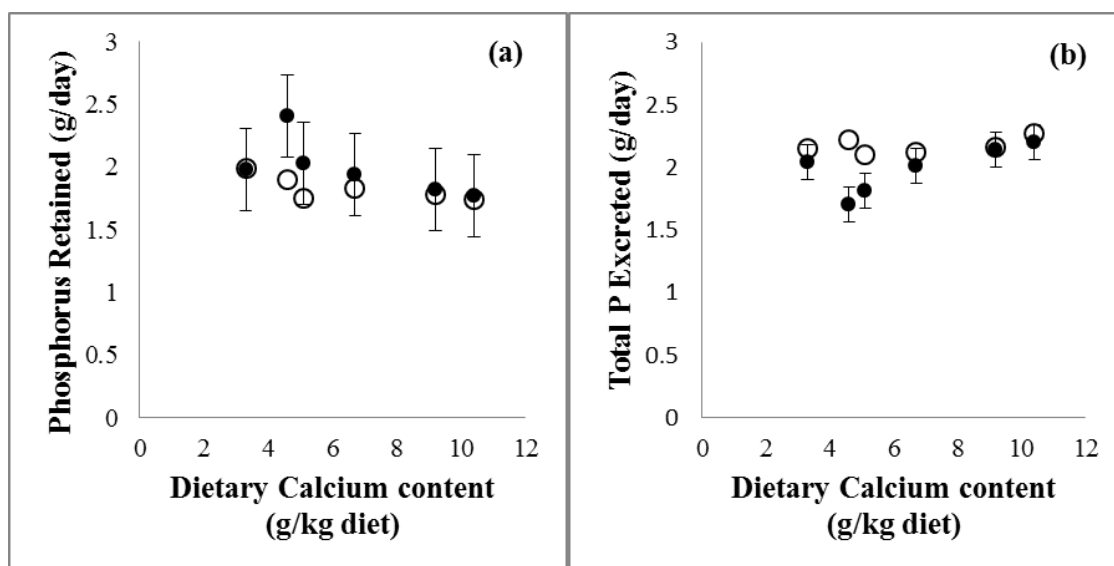 (a)
Phosphorus Retained (g/day)
3
2.5
2
1.5
1
0.5
0
0 2 4 6 8 10 12
Dietary Calcium content
(g/kg diet)
(b)
Total P Excreted (g/day)
3
2.5
2
1.5
1
0.5
0
0 2 4 6 8 10 12
Dietary Calcium content
(g/kg diet)